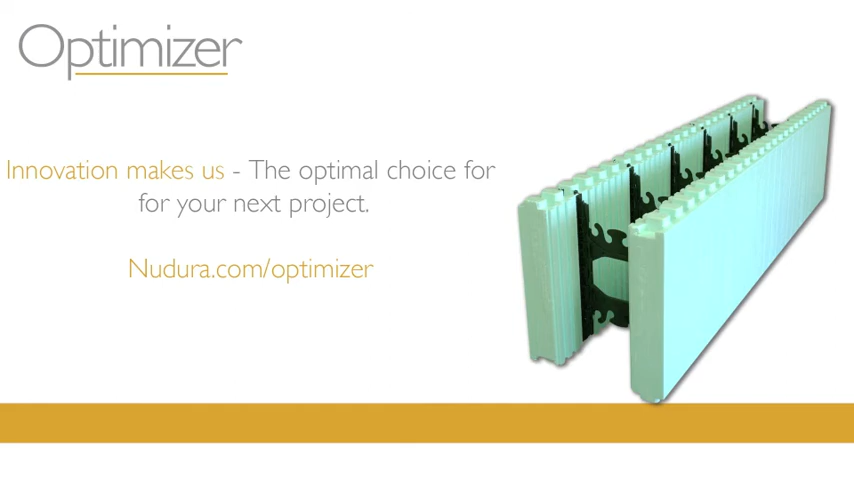 Optimizer
Innovation makes us - The optimal choice for
for your next project.
Nudura.com/optimizer